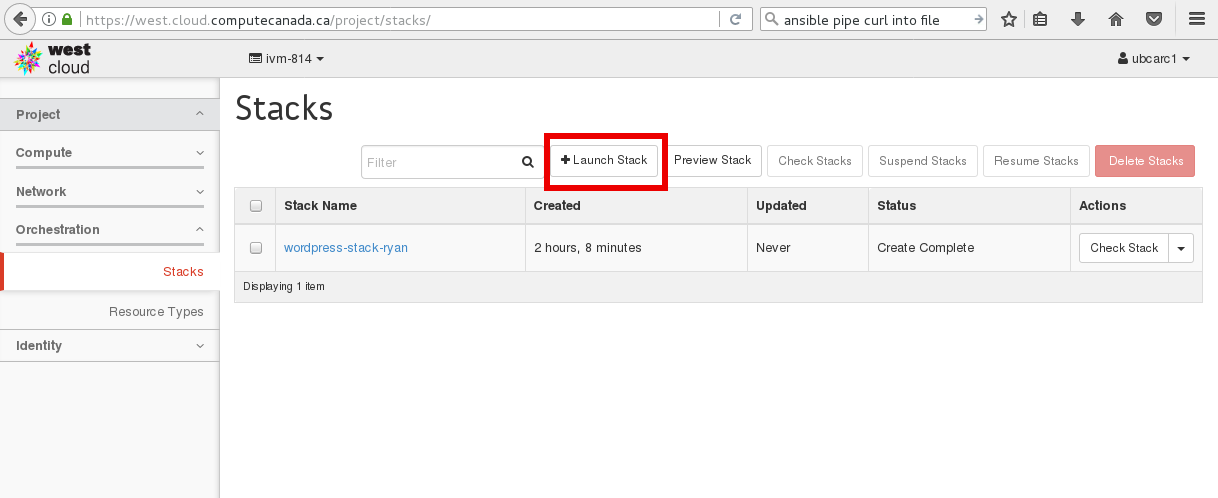 https://west.cloud.computecanada.ca/project/stacks/ ansible pipe curl into file
west
cloud
ivm-814
ubcarc1
Project
Compute
Network
Orchestration
Stacks
Resource Types
Identity
Stacks
Filter
Launch Stack Preview Stack Check Stacks Suspend Stacks Resume Stacks Delete Stacks
Stack Name Created Updated Status Actions
wordpress-stack-ryan 2 hours, 8 minutes Never Create Complete Check Stack
Displaying 1 item